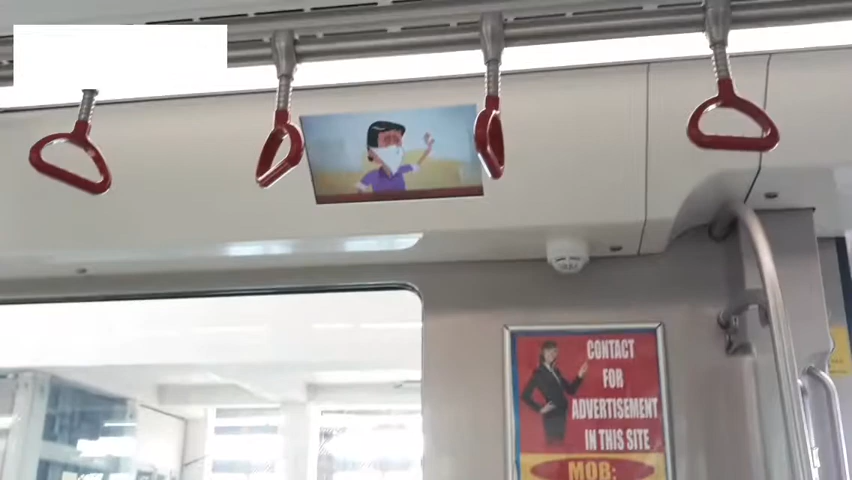 CONTACT
FOR
ADVERTISEMENT
IN THIS SITE
MOB: